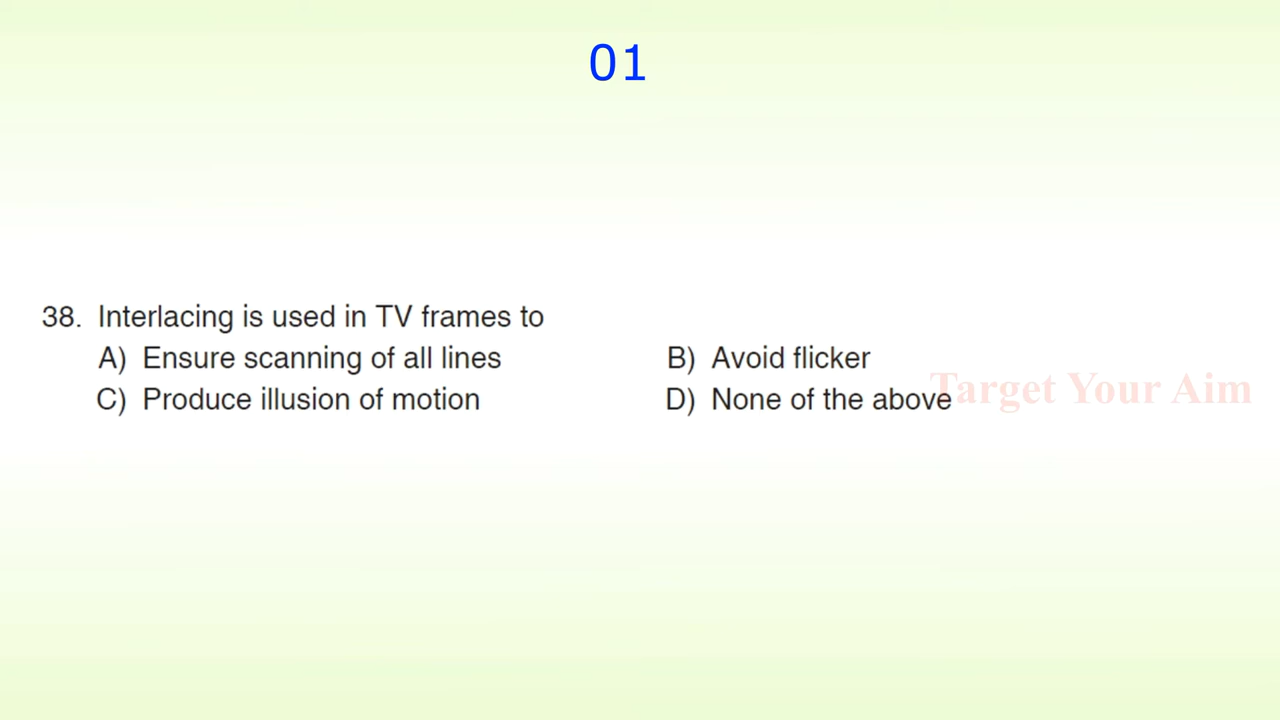 01
38. Interlacing is used in TV frames to
A) Ensure scanning of all lines B) Avoid flicker
C) Produce illusion of motion D) None of the above
Target Your Aim